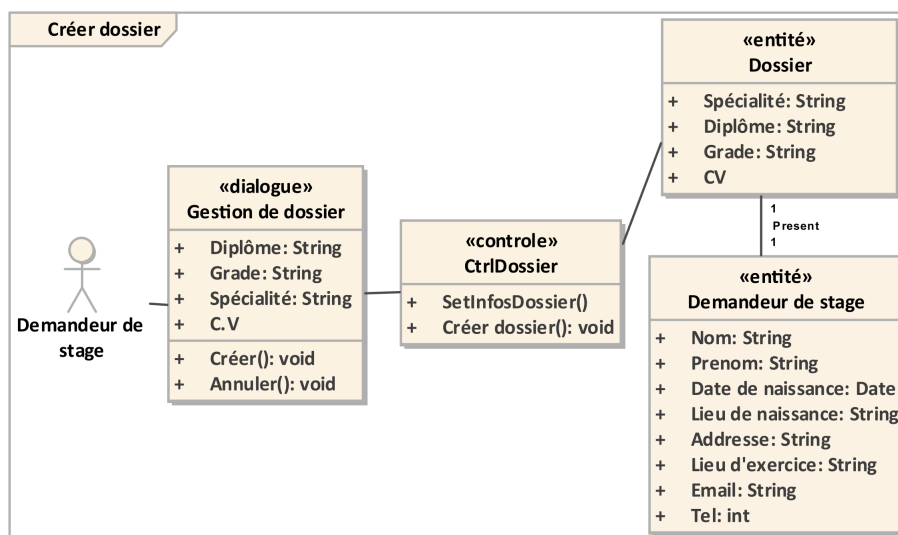 Créer dossier
«entité»
Dossier
+ Spécialité: String
+ Diplôme: String
+ Grade: String
+ CV
«dialogue»
Gestion de dossier
+ Diplôme: String
+ Grade: String
+ Spécialité: String
+ C.V
+ Créer(): void
+ Annuler(): void
Demandeur de
stage
«controle»
CtrlDossier
+ SetInfosDossier()
+ Créer dossier(): void
1
Present
1
«entité»
Demandeur de stage
+ Nom: String
+ Prenom: String
+ Date de naissance: Date
+ Lieu de naissance: String
+ Addresse: String
+ Lieu d'exercice: String
+ Email: String
+ Tel: int